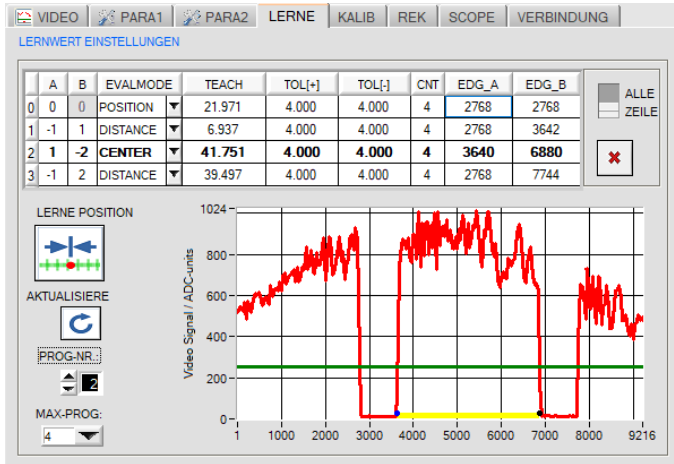 VIDEO PARA1 PARA2 LERNE KALIB REK SCOPE VERBINDUNG
LERNWERT EINSTELLUNGEN
A B EVALMODE TEACH TOL[+] TOL[-] CNT EDG_A EDG_B
0 0 0 POSITION 21.971 4.000 4.000 4 2768 2768
1 -1 1 DISTANCE 6.937 4.000 4.000 4 2768 3642
2 1 -2 CENTER 41.751 4.000 4.000 4 3640 6880
3 -1 2 DISTANCE 39.497 4.000 4.000 4 2768 7744
ALLE
ZEILE
LERNE POSITION
AKTUALISIERE
PROG-NR.:
2
MAX-PROG:
4
Video Signal / ADC-units
1024
800
600
400
200
0
1 1000 2000 3000 4000 5000 6000 7000 8000 9216